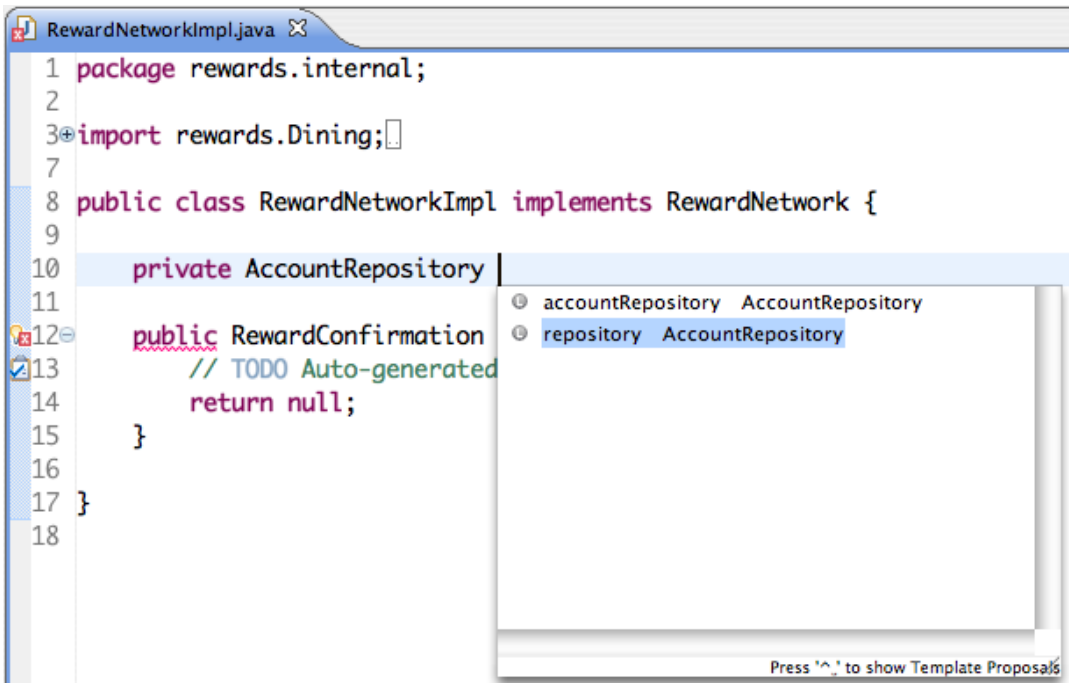 RewardNetworkImpl.java
1 package rewards.internal;
2
3 import rewards.Dining;
7
8 public class RewardNetworkImpl implements RewardNetwork {
9
10 private AccountRepository
11
accountRepository AccountRepository
12 public RewardConfirmation
repository AccountRepository
13 // TODO Auto-generated
14 return null;
15 }
16
17 }
18
Press '^ ' to show Template Proposals